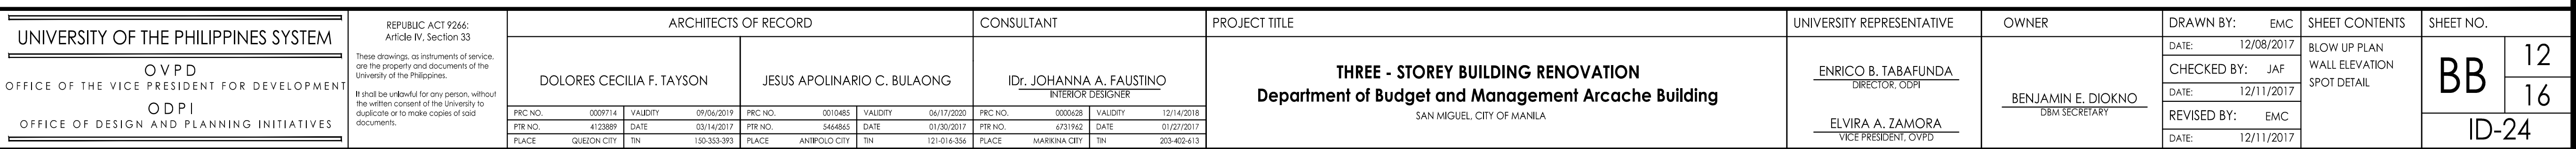 UNIVERSITY OF THE PHILIPPINES SYSTEM
OVPD
OFFICE OF THE VICE PRESIDENT FOR DEVELOPMENT
ODPI
OFFICE OF DESIGN AND PLANNING INITIATIVES
REPUBLIC ACT 9266:
Article IV, Section 33
These drawings, as instruments of service,
are the property and documents of the
University of the Philippines.
It shall be unlawful for any person, without
the written consent of the University to
duplicate or to make copies of said
documents.
ARCHITECTS OF RECORD
DOLORES CECILIA F. TAYSON
PRC NO. 0009714 VALIDITY 09/06/2019
PTR NO. 4123889 DATE 03/14/2017
PLACE QUEZON CITY TIN 150-353-393
JESUS APOLINARIO C. BULAONG
PRC NO. 0010485 VALIDITY 06/17/2020
PTR NO. 5464865 DATE 01/30/2017
PLACE ANTIPOLO CITY TIN 121-016-356
CONSULTANT
IDr. JOHANNA A. FAUSTINO
INTERIOR DESIGNER
PRC NO. 0000628 VALIDITY 12/14/2018
PTR NO. 6731962 DATE 01/27/2017
PLACE MARIKINA CITY TIN 203-402-613
PROJECT TITLE
THREE - STOREY BUILDING RENOVATION
Department of Budget and Management Arcache Building
SAN MIGUEL, CITY OF MANILA
UNIVERSITY REPRESENTATIVE
ENRICO B. TABAFUNDA
DIRECTOR, ODPI
ELVIRA A. ZAMORA
VICE PRESIDENT, OVPD
OWNER
BENJAMIN E. DIOKNO
DBM SECRETARY
DRAWN BY: EMC
DATE: 12/08/2017
CHECKED BY: JAF
DATE: 12/11/2017
REVISED BY: EMC
DATE: 12/11/2017
SHEET CONTENTS
BLOW UP PLAN
WALL ELEVATION
SPOT DETAIL
SHEET NO.
BB
12
16
ID-24